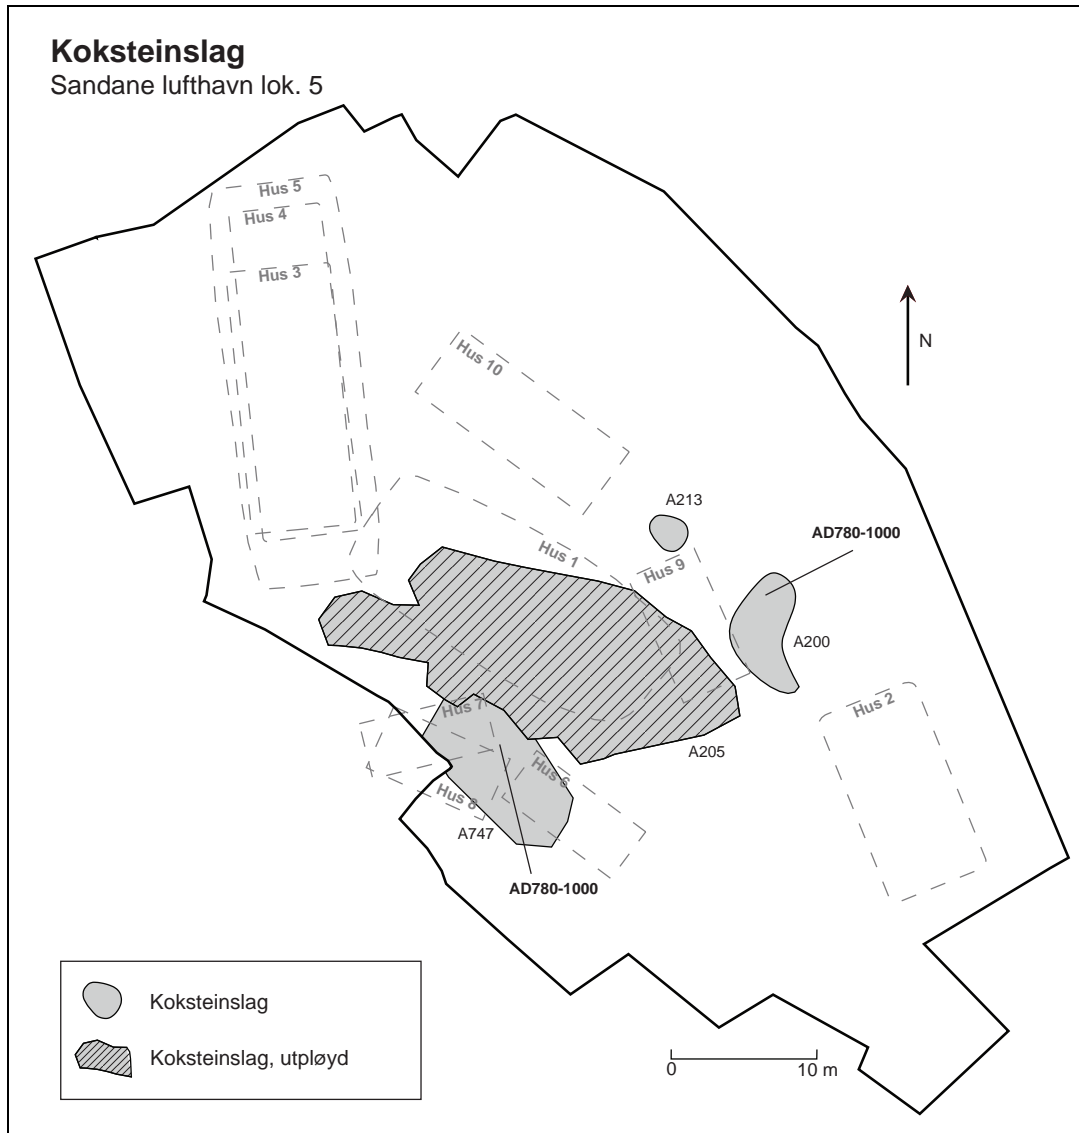 Koksteinslag
Sandane lufthavn lok. 5
Hus 5
Hus 4
Hus 3
Hus 10
N
A213
AD780-1000
Hus 1
Hus 9
A200
Hus 2
Hus 7
A205
Hus 6
Hus 8
A747
AD780-1000
Koksteinslag
Koksteinslag, utpløyd
0
10 m